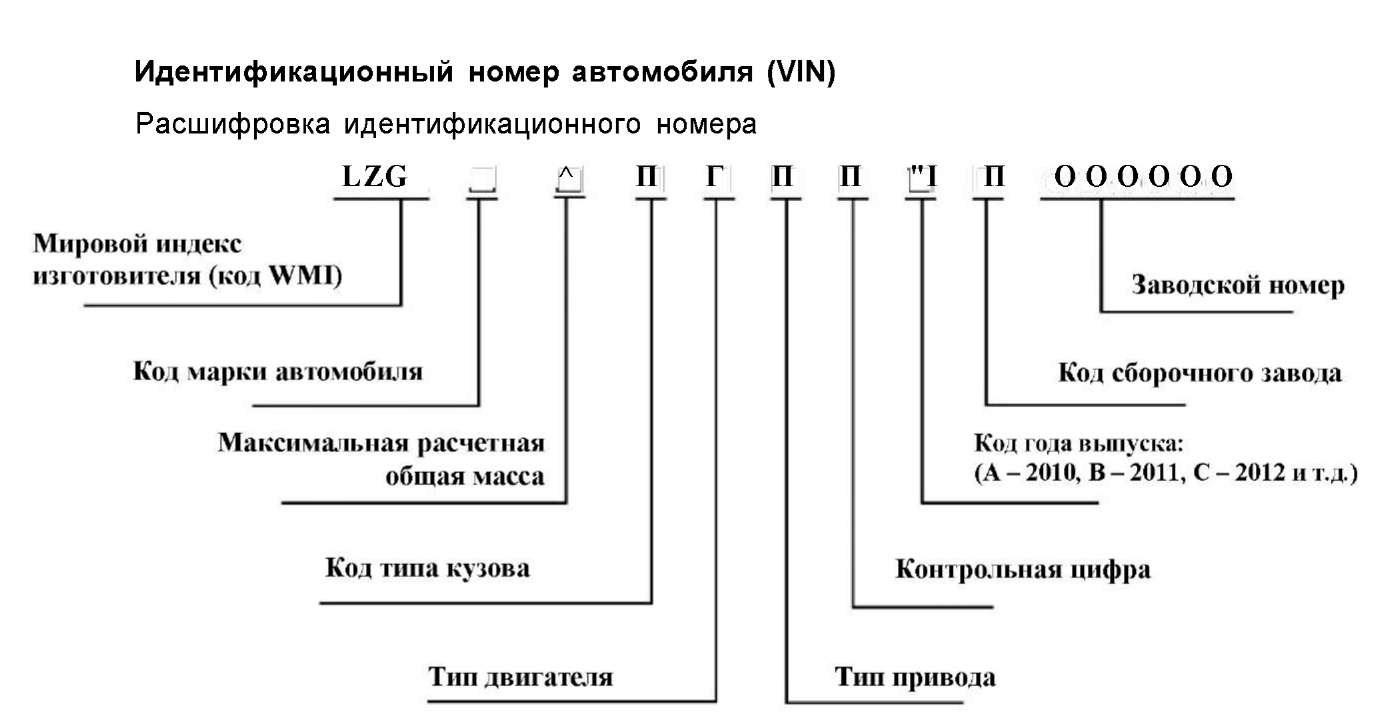 Идентификационный номер автомобиля (VIN)
Расшифровка идентификационного номера
LZG ^ П Г П П "I П О О О О О О
Мировой индекс
изготовителя (код WMI)
Заводской номер
Код марки автомобиля
Код сборочного завода
Максимальная расчетная
общая масса
Код года выпуска:
(А – 2010, В – 2011, С – 2012 и т.д.)
Код типа кузова
Контрольная цифра
Тип двигателя
Тип привода